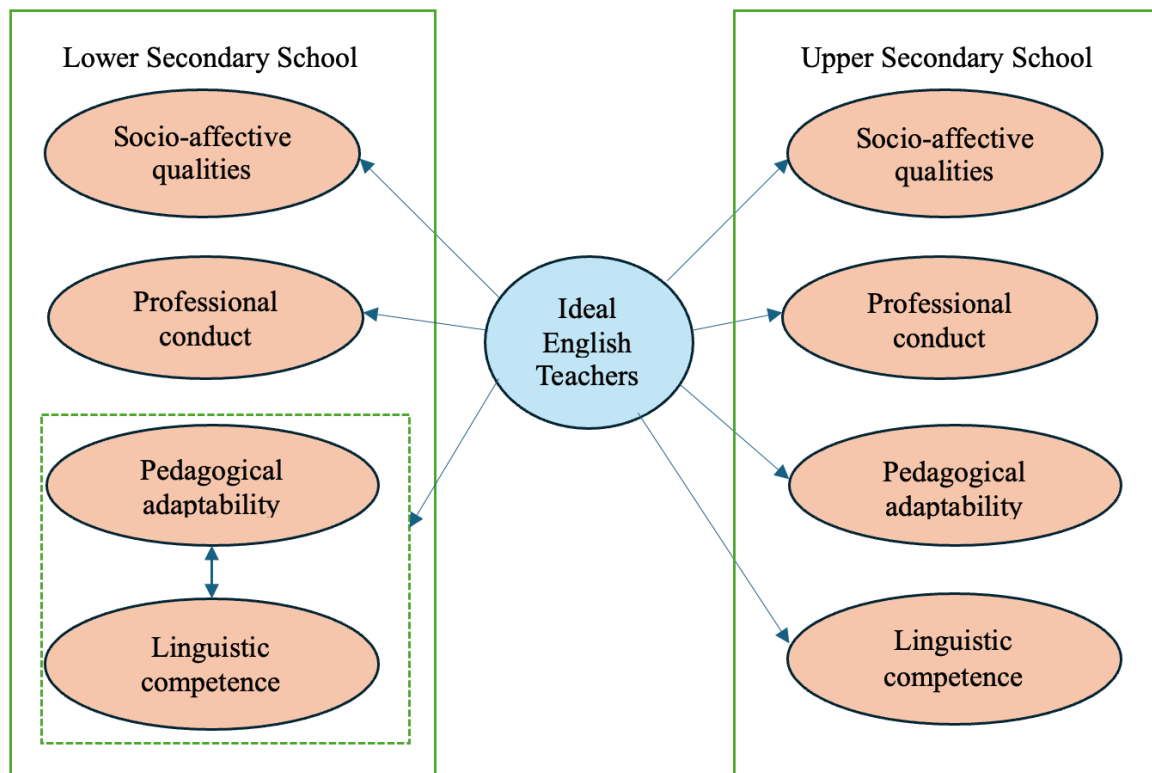 Lower Secondary School
Socio-affective
qualities
Professional
conduct
Pedagogical
adaptability
Linguistic
competence
Ideal
English
Teachers
Upper Secondary School
Socio-affective
qualities
Professional
conduct
Pedagogical
adaptability
Linguistic
competence